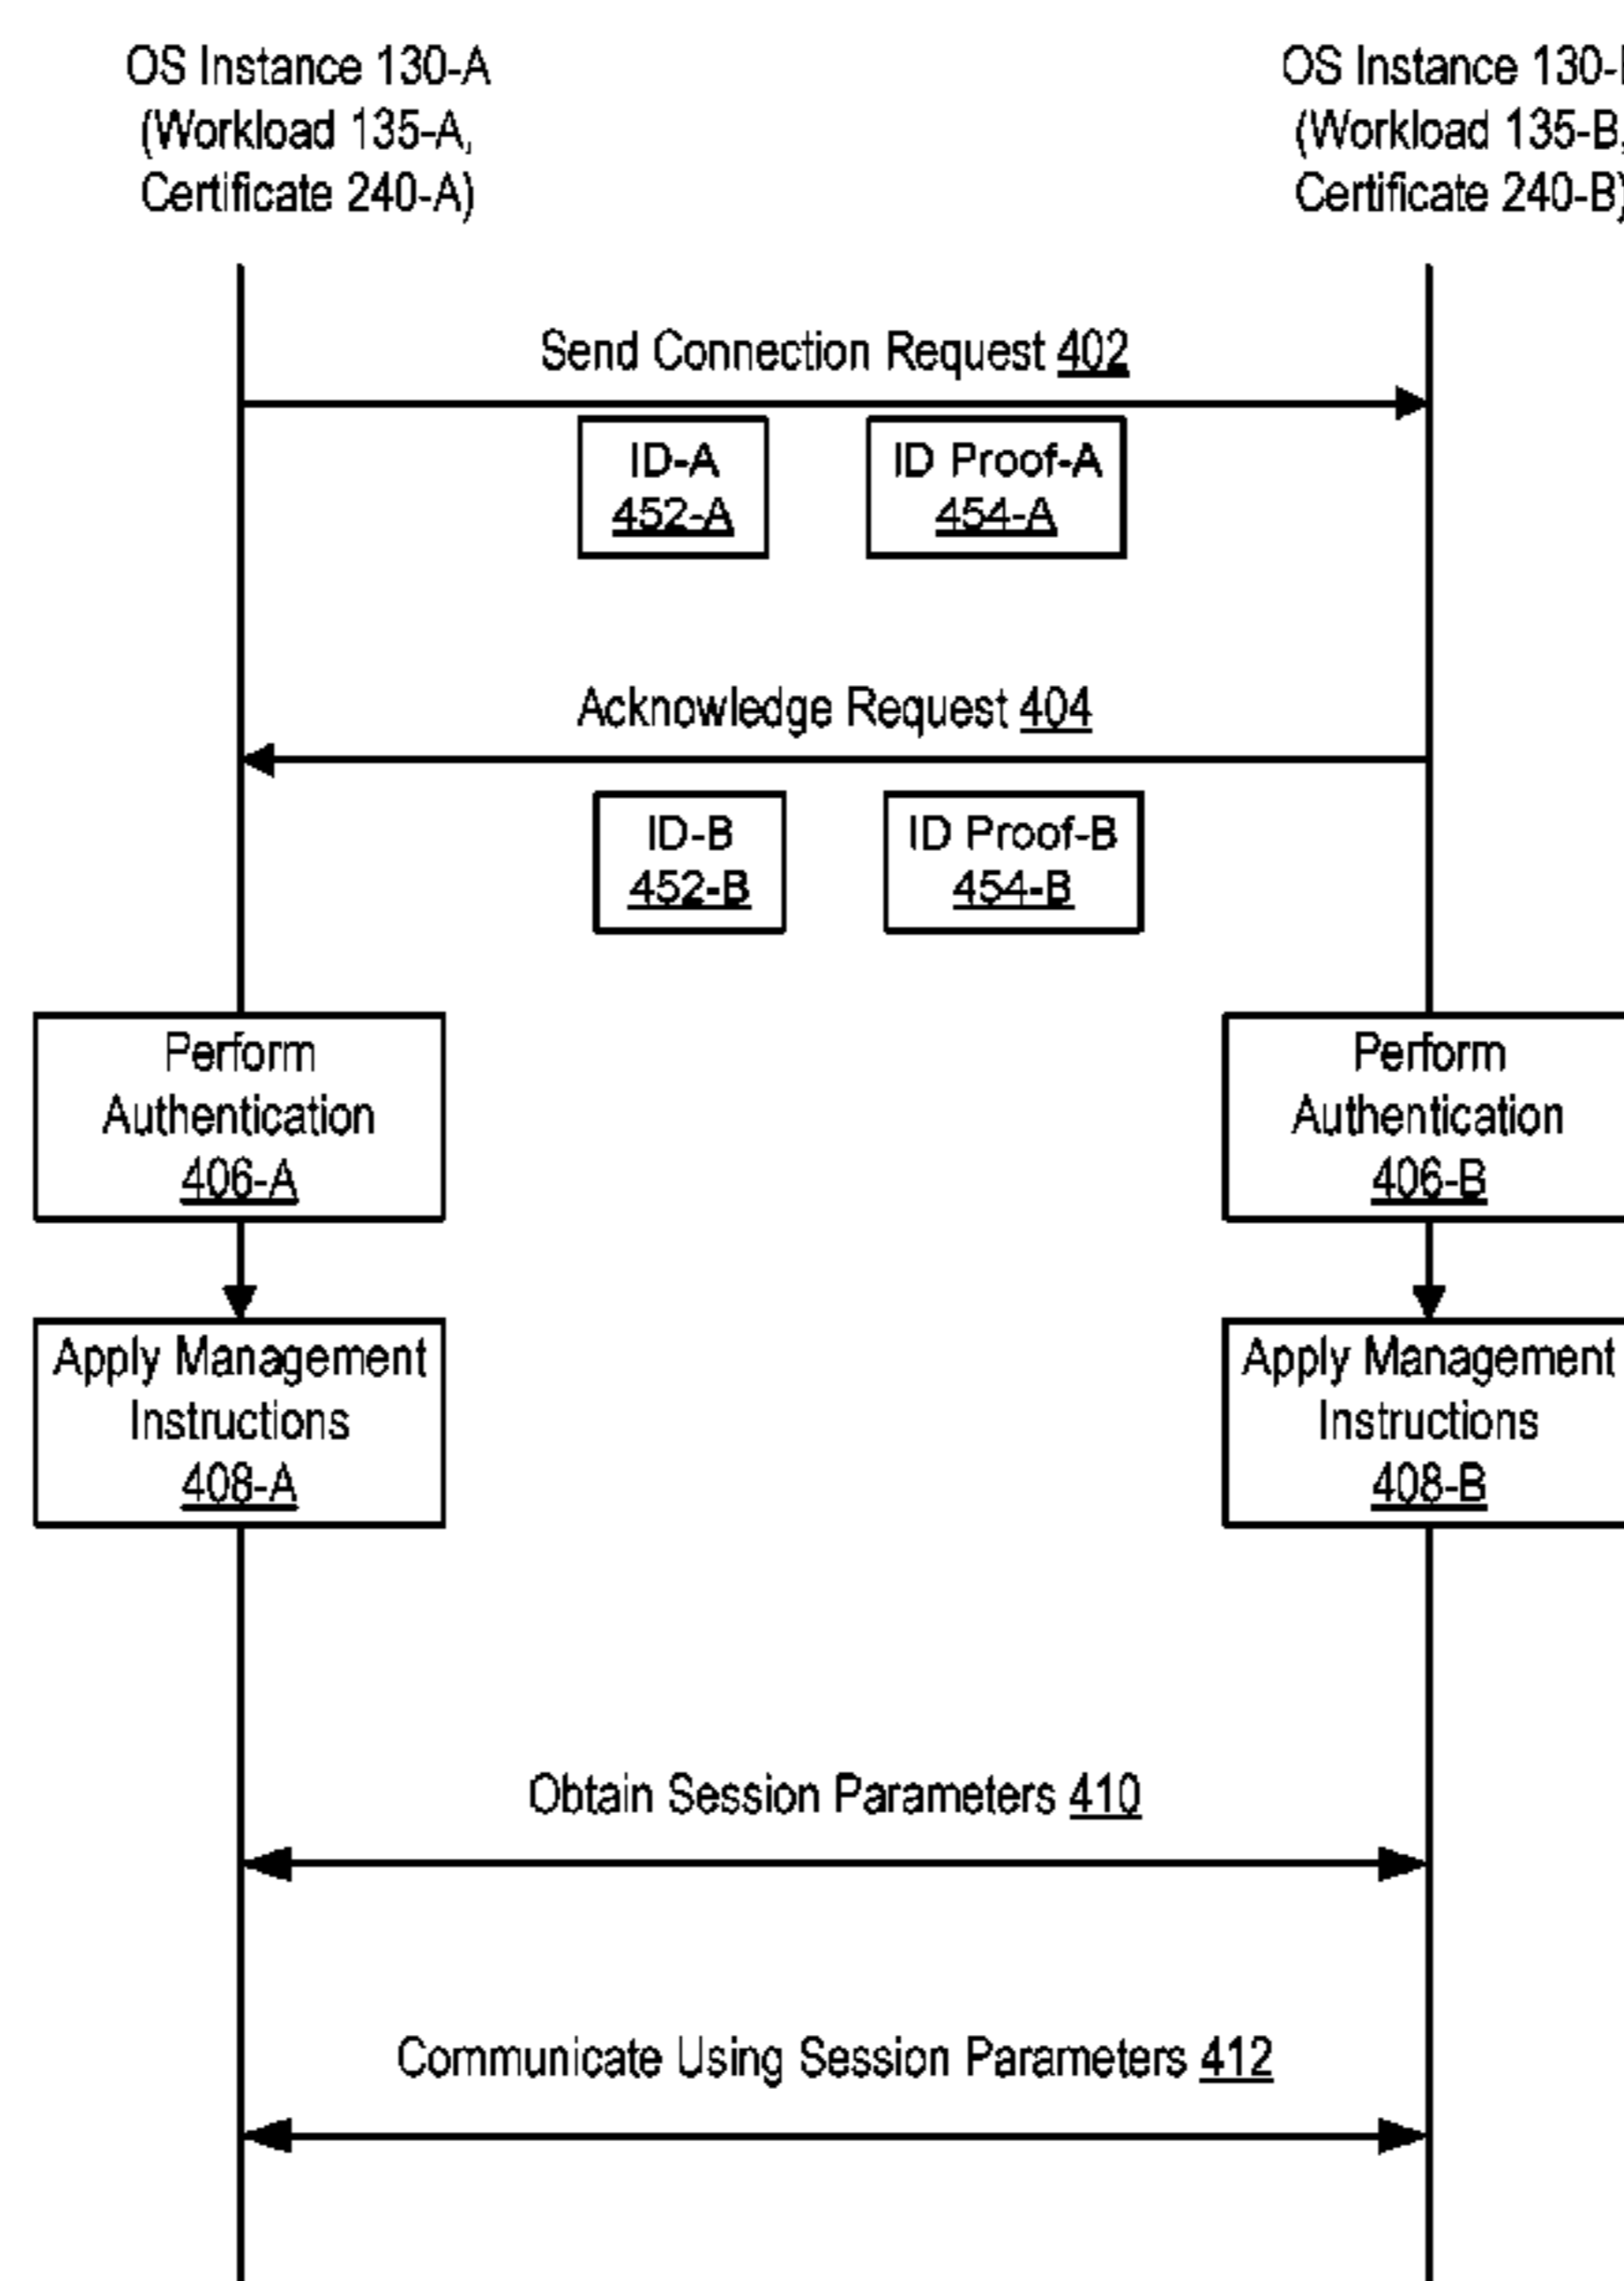 OS Instance 130-A
(Workload 135-A,
Certificate 240-A)
OS Instance 130-
(Workload 135-B,
Certificate 240-B)
Send Connection Request 402
ID-A
452-A
ID Proof-A
454-A
Acknowledge Request 404
ID-B
452-B
ID Proof-B
454-B
Perform
Authentication
406-A
Perform
Authentication
406-B
Apply Management
Instructions
408-A
Apply Management
Instructions
408-B
Obtain Session Parameters 410
Communicate Using Session Parameters 412